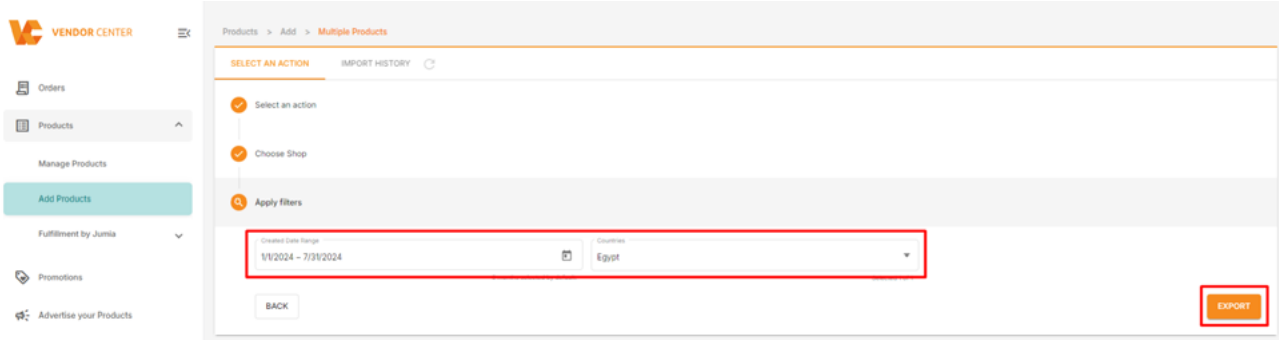 VENDOR CENTER
Products > Add > Multiple Products
SELECT AN ACTION IMPORT HISTORY
Orders
Select an action
Products
Choose Shop
Manage Products
Add Products
Apply filters
Fulfillment by Jumia
Created Date Range Countries
1/1/2024 – 7/31/2024 Egypt
Promotions
BACK EXPORT
Advertise your Products